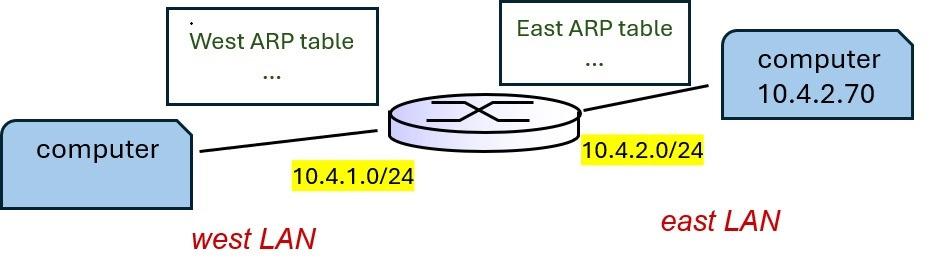 West ARP table
...
East ARP table
...
computer
10.4.2.70
computer
10.4.1.0/24
10.4.2.0/24
west LAN
east LAN